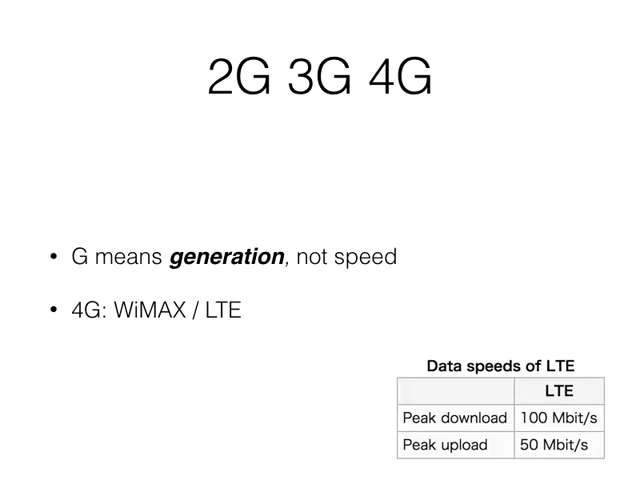 2G 3G 4G
• G means generation, not speed
• 4G: WiMAX / LTE
Data speeds of LTE
LTE
Peak download 100 Mbit/s
Peak upload 50 Mbit/s